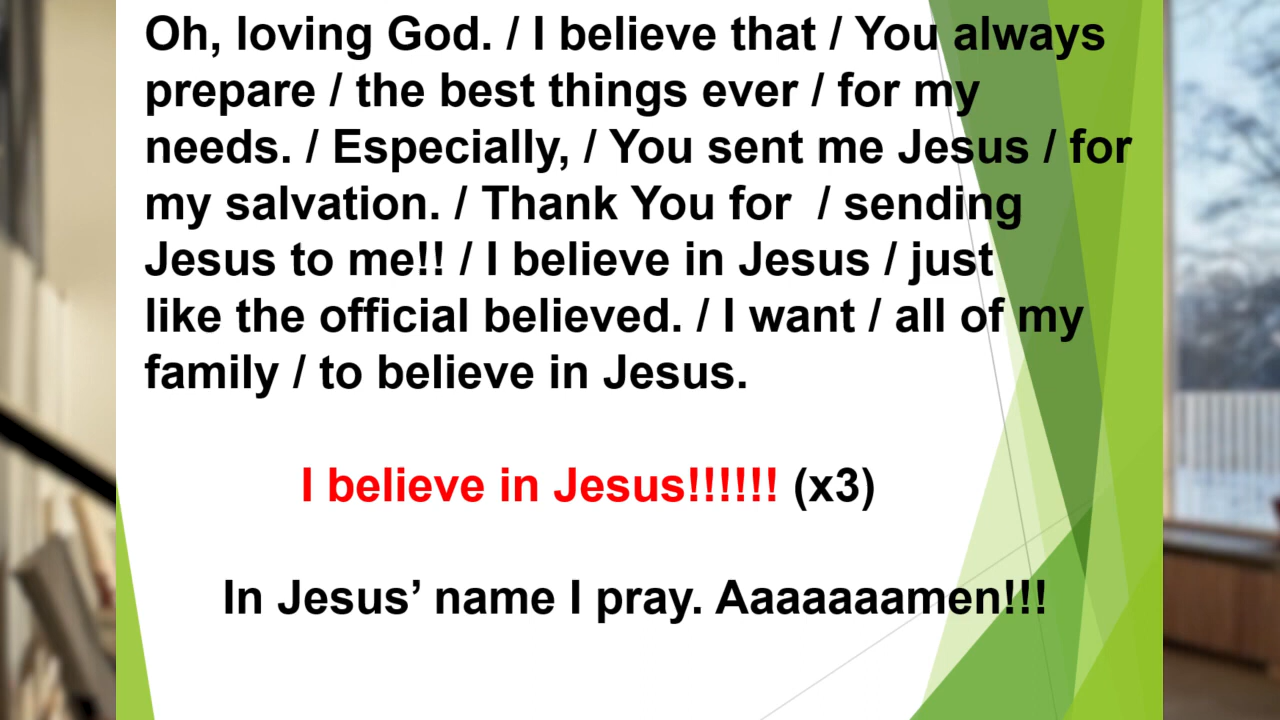 Oh, loving God. / I believe that / You always
prepare / the best things ever / for my
needs. / Especially, / You sent me Jesus / for
my salvation. / Thank You for  / sending
Jesus to me!! / I believe in Jesus / just
like the official believed. / I want / all of my
family / to believe in Jesus.
I believe in Jesus!!!!!! (x3)
In Jesus’ name I pray. Aaaaaaamen!!!